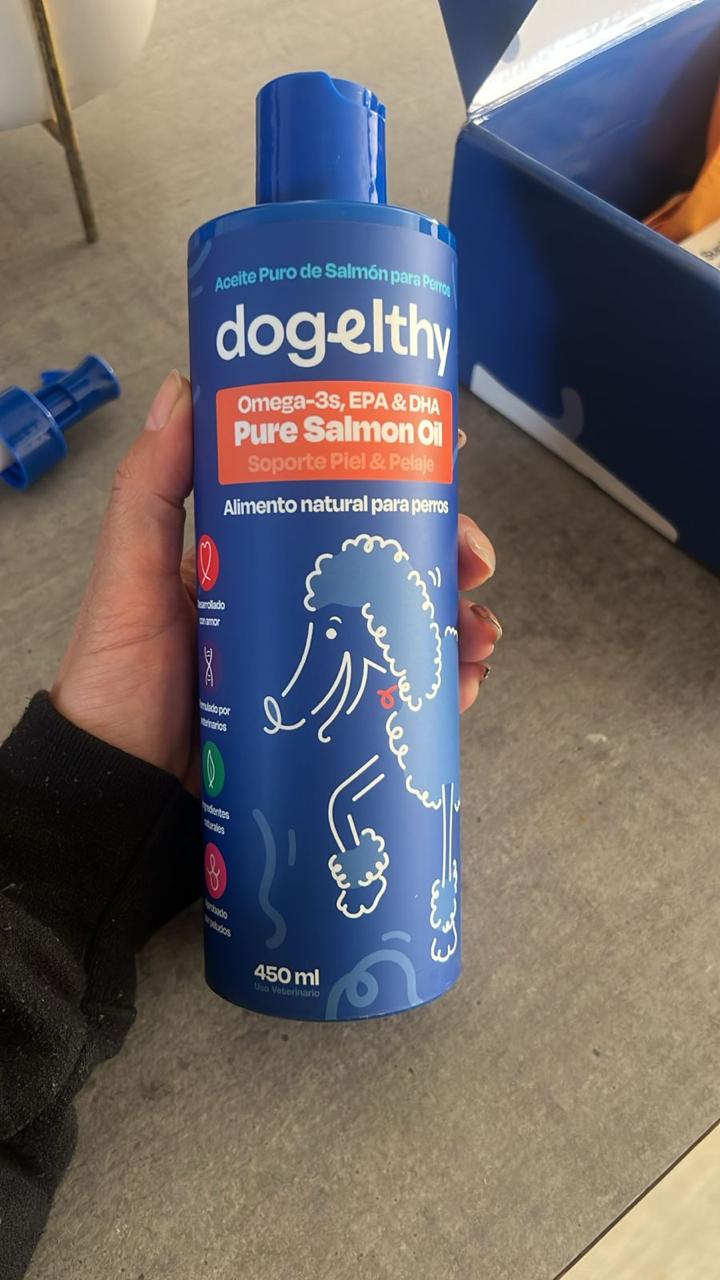 Aceite Puro de Salmón para Perros
dogelthy
Omega-3s, EPA & DHA
Pure Salmon Oil
Soporte Piel & Pelaje
Alimento natural para perros
con amor
veterinarios
450 ml
Uso Veterinario